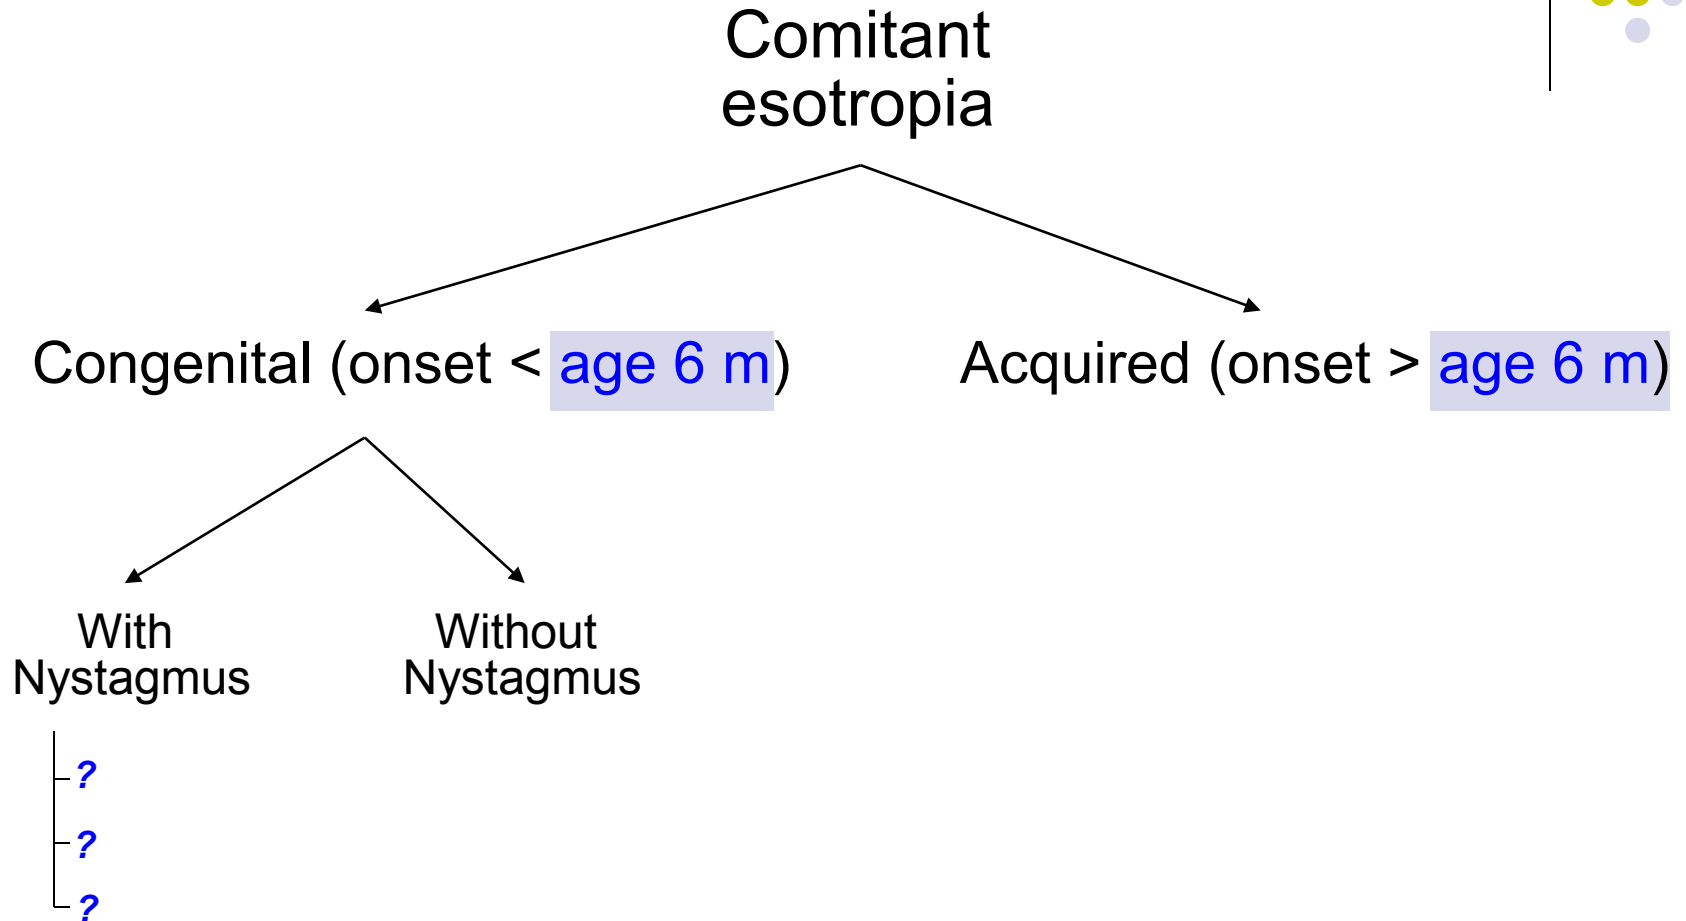 Comitant
esotropia
Congenital (onset < age 6 m)
Acquired (onset > age 6 m)
With
Nystagmus
Without
Nystagmus
?
?
?